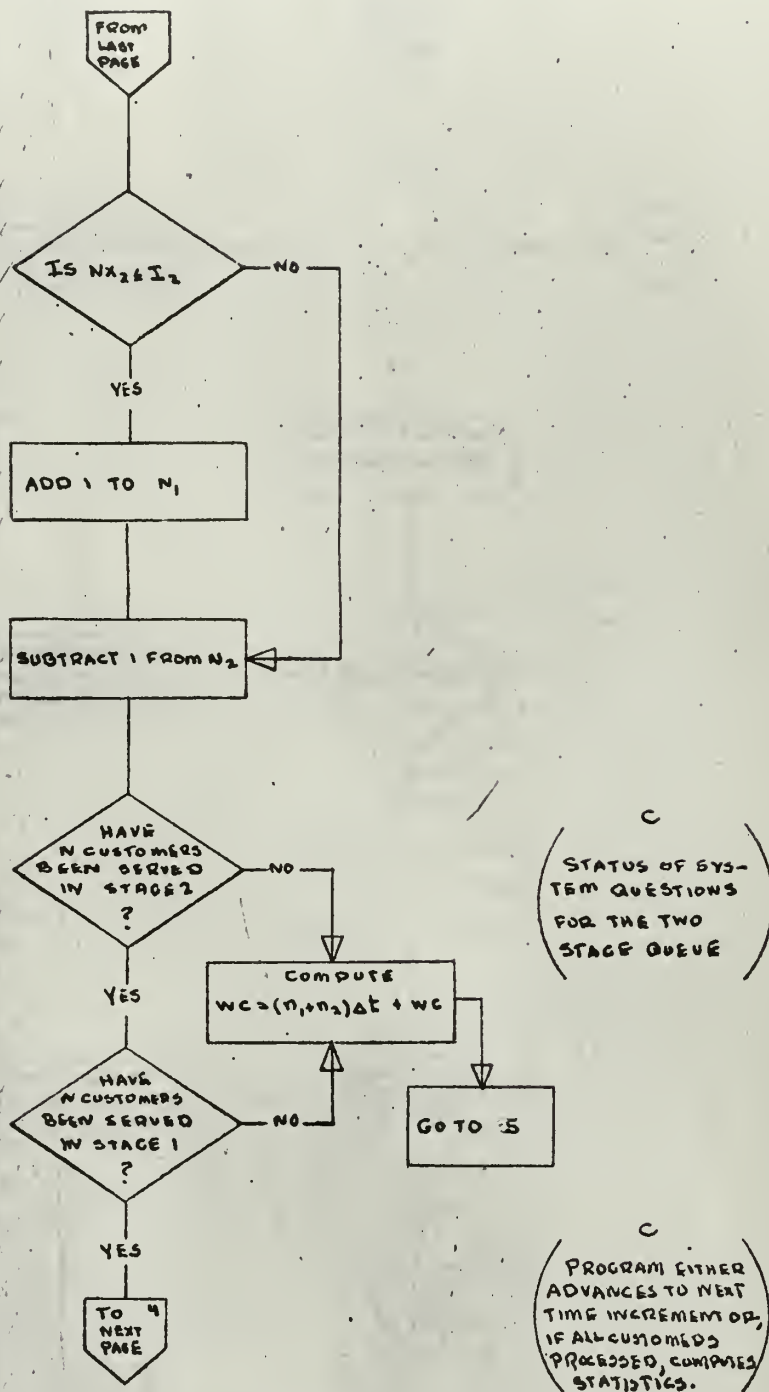 FROM
LAST
PAGE
IS NX₂≤I₂
NO
YES
ADD 1 TO N₁
SUBTRACT 1 FROM N₂
HAVE
N CUSTOMERS
BEEN SERVED
IN STAGE 2
?
NO
YES
COMPUTE
WC=(n₁+n₂)Δt + WC
C
STATUS OF SYS-
TEM QUESTIONS
FOR THE TWO
STAGE QUEUE
HAVE
N CUSTOMERS
BEEN SERVED
IN STAGE 1
?
NO
GO TO 5
YES
TO 4
NEXT
PAGE
C
PROGRAM EITHER
ADVANCES TO NEXT
TIME INCREMENT OR,
IF ALL CUSTOMERS
PROCESSED, COMPUTES
STATISTICS.